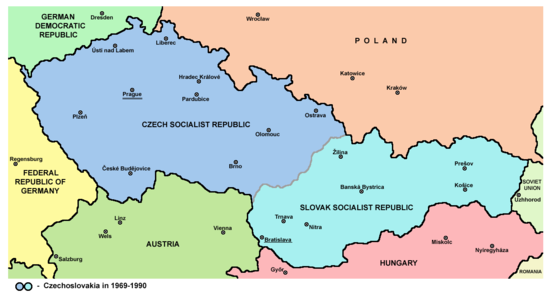 GERMAN
DEMOCRATIC
REPUBLIC
Dresden
Wrocław
POLAND
Ústí nad Labem
Liberec
Hradec Králové
Prague
Pardubice
Katowice
Kraków
Plzeň
Ostrava
CZECH SOCIALIST REPUBLIC
Olomouc
Regensburg
FEDERAL
REPUBLIC OF
GERMANY
České Budějovice
Brno
Žilina
Prešov
SOVIET
UNION
Banská Bystrica
Košice
Uzhhorod
SLOVAK SOCIALIST REPUBLIC
Linz
Wels
Vienna
Trnava
Nitra
Bratislava
AUSTRIA
Salzburg
Miskolc
Nyíregyháza
HUNGARY
Győr
ROMANIA
- Czechoslovakia in 1969-1990